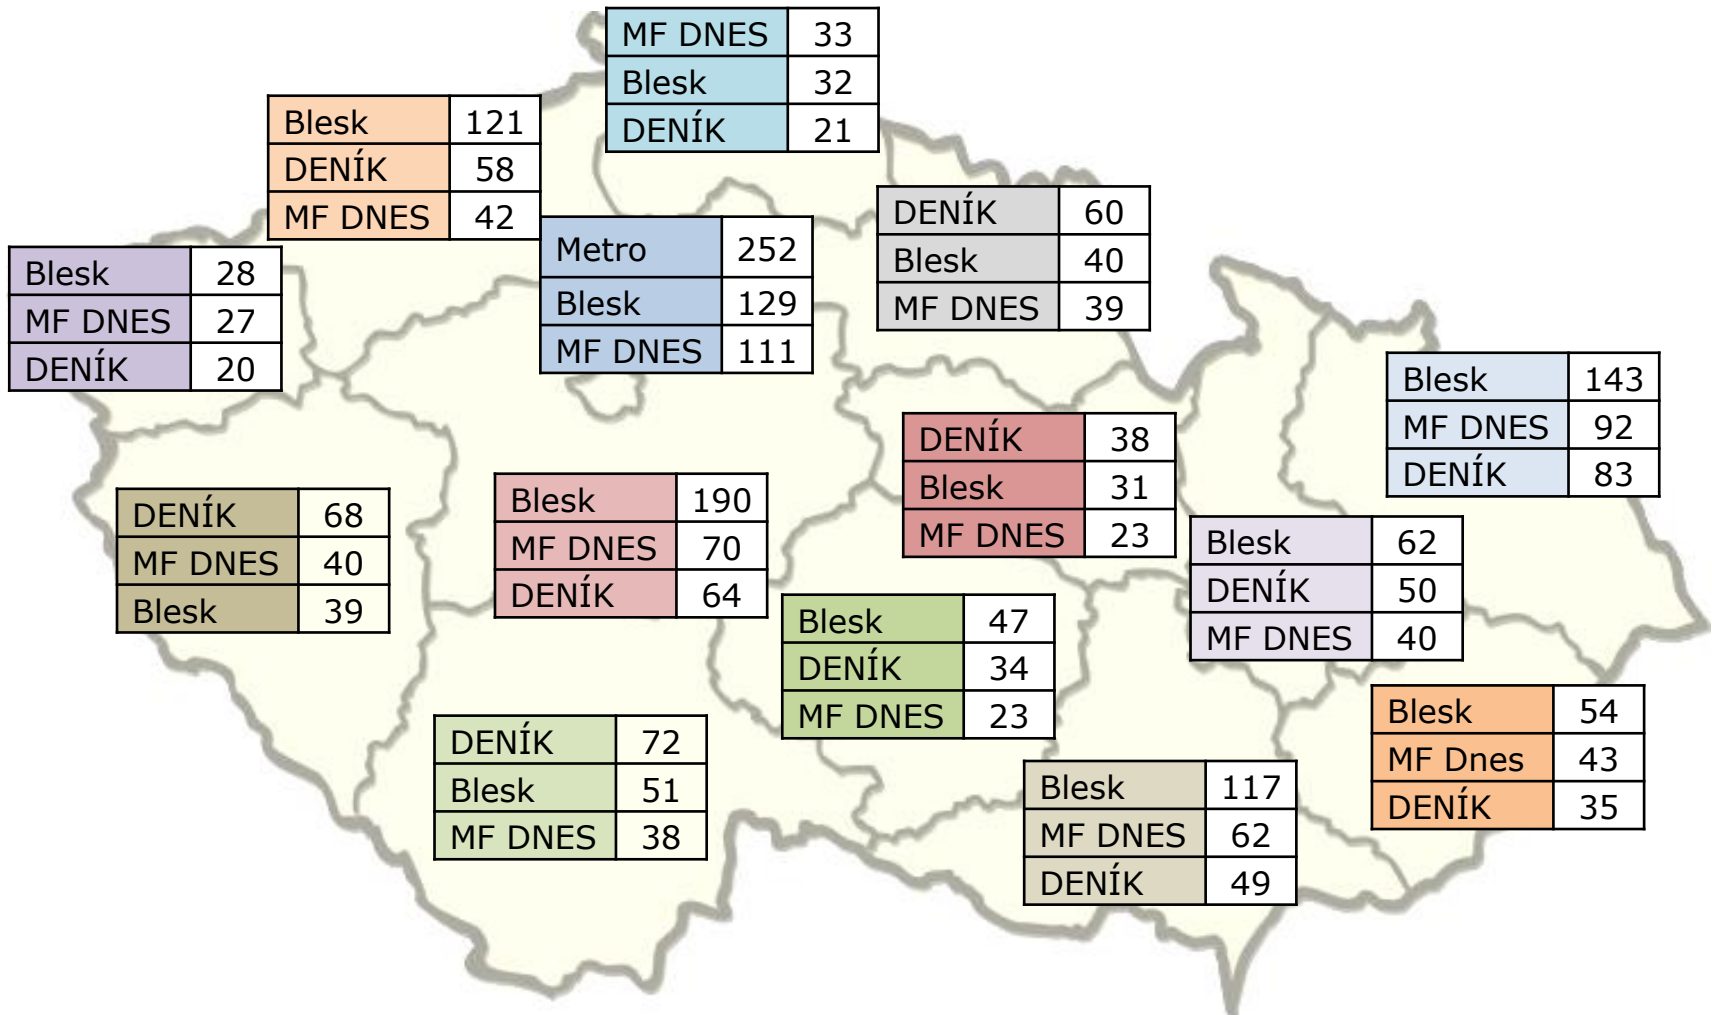 MF DNES 33
Blesk 32
DENÍK 21
Blesk 121
DENÍK 58
MF DNES 42
DENÍK 60
Blesk 40
MF DNES 39
Metro 252
Blesk 129
MF DNES 111
Blesk 28
MF DNES 27
DENÍK 20
Blesk 143
MF DNES 92
DENÍK 83
DENÍK 38
Blesk 31
MF DNES 23
Blesk 190
MF DNES 70
DENÍK 64
DENÍK 68
MF DNES 40
Blesk 39
Blesk 62
DENÍK 50
MF DNES 40
Blesk 47
DENÍK 34
MF DNES 23
Blesk 54
MF Dnes 43
DENÍK 35
DENÍK 72
Blesk 51
MF DNES 38
Blesk 117
MF DNES 62
DENÍK 49